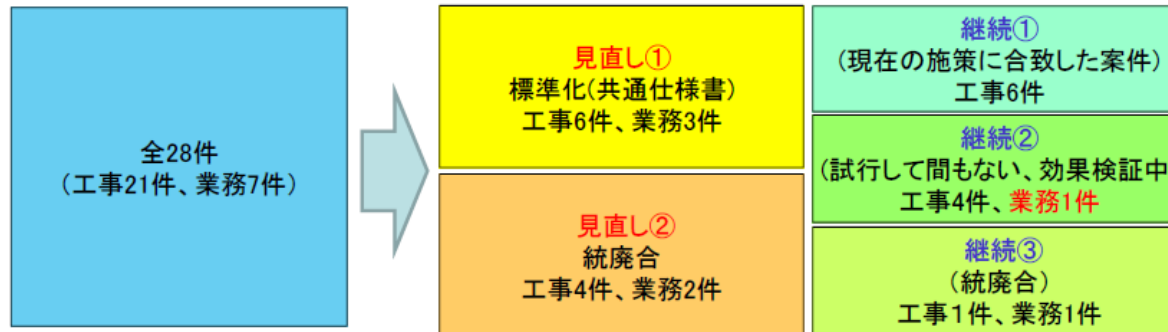 全28件
(工事21件、業務7件)
見直し①
標準化(共通仕様書)
工事6件、業務3件
見直し②
統廃合
工事4件、業務2件
継続①
(現在の施策に合致した案件)
工事6件
継続②
(試行して間もない、効果検証中
工事4件、業務1件
継続③
(統廃合)
工事１件、業務1件